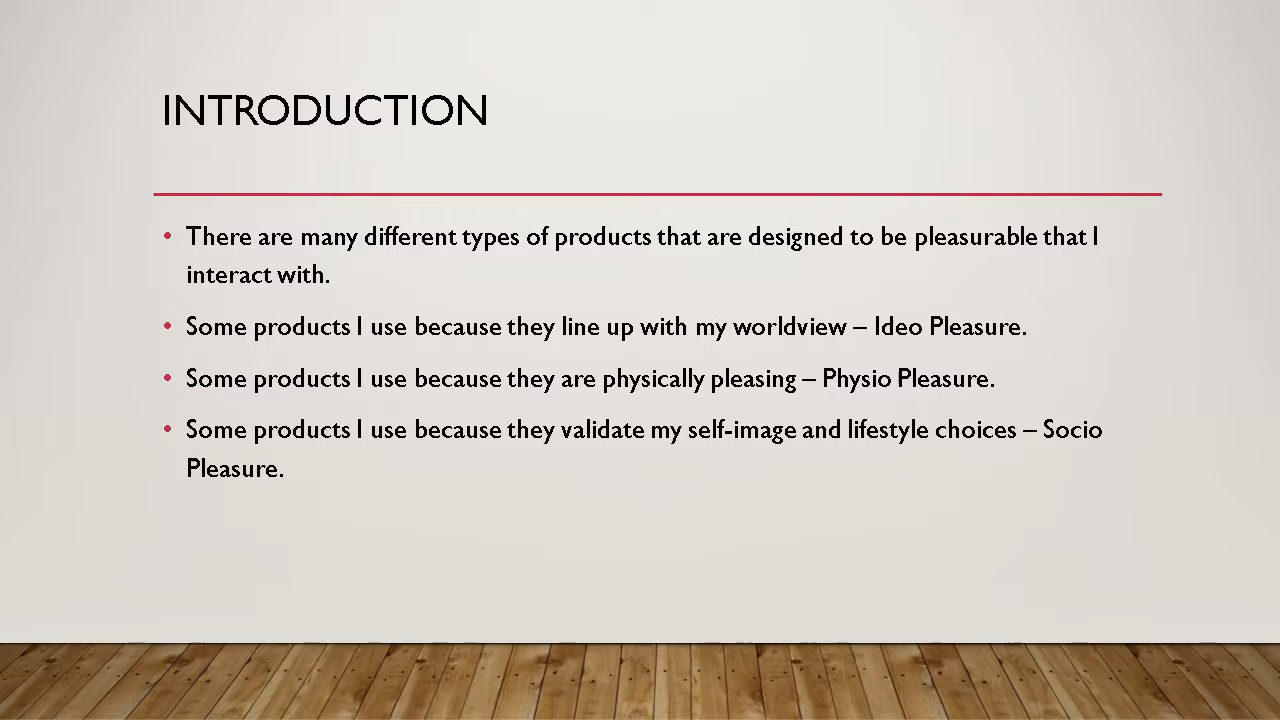 INTRODUCTION
• There are many different types of products that are designed to be pleasurable that I
interact with.
• Some products I use because they line up with my worldview – Ideo Pleasure.
• Some products I use because they are physically pleasing – Physio Pleasure.
• Some products I use because they validate my self-image and lifestyle choices – Socio
Pleasure.